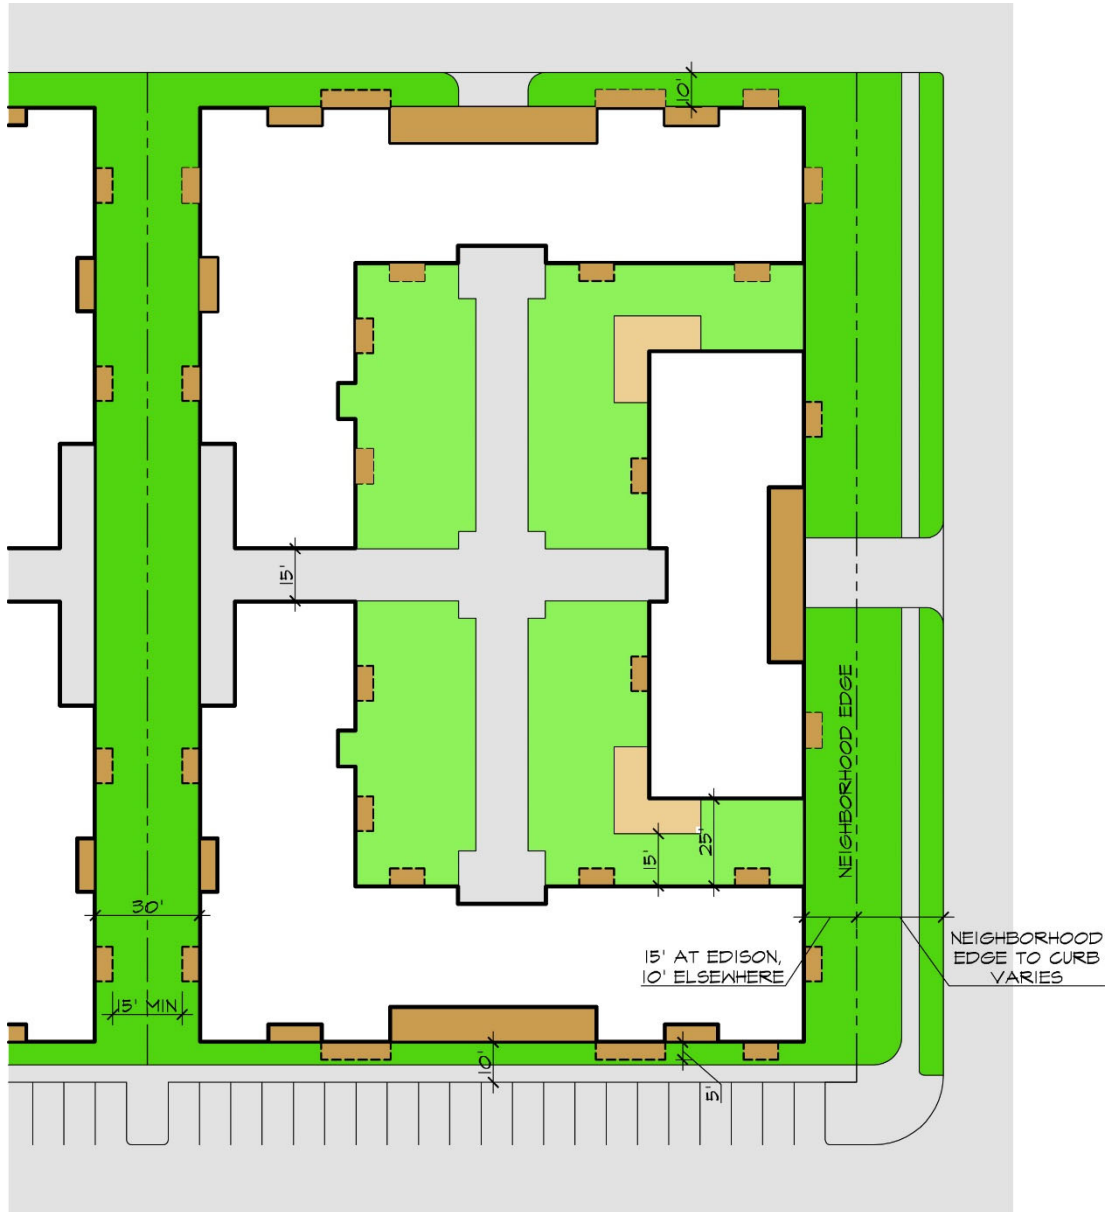 10'
15'
NEIGHBORHOOD EDGE
25'
15'
30'
15' AT EDISON,
10' ELSEWHERE
NEIGHBORHOOD
EDGE TO CURB
VARIES
15' MIN
10'
5'